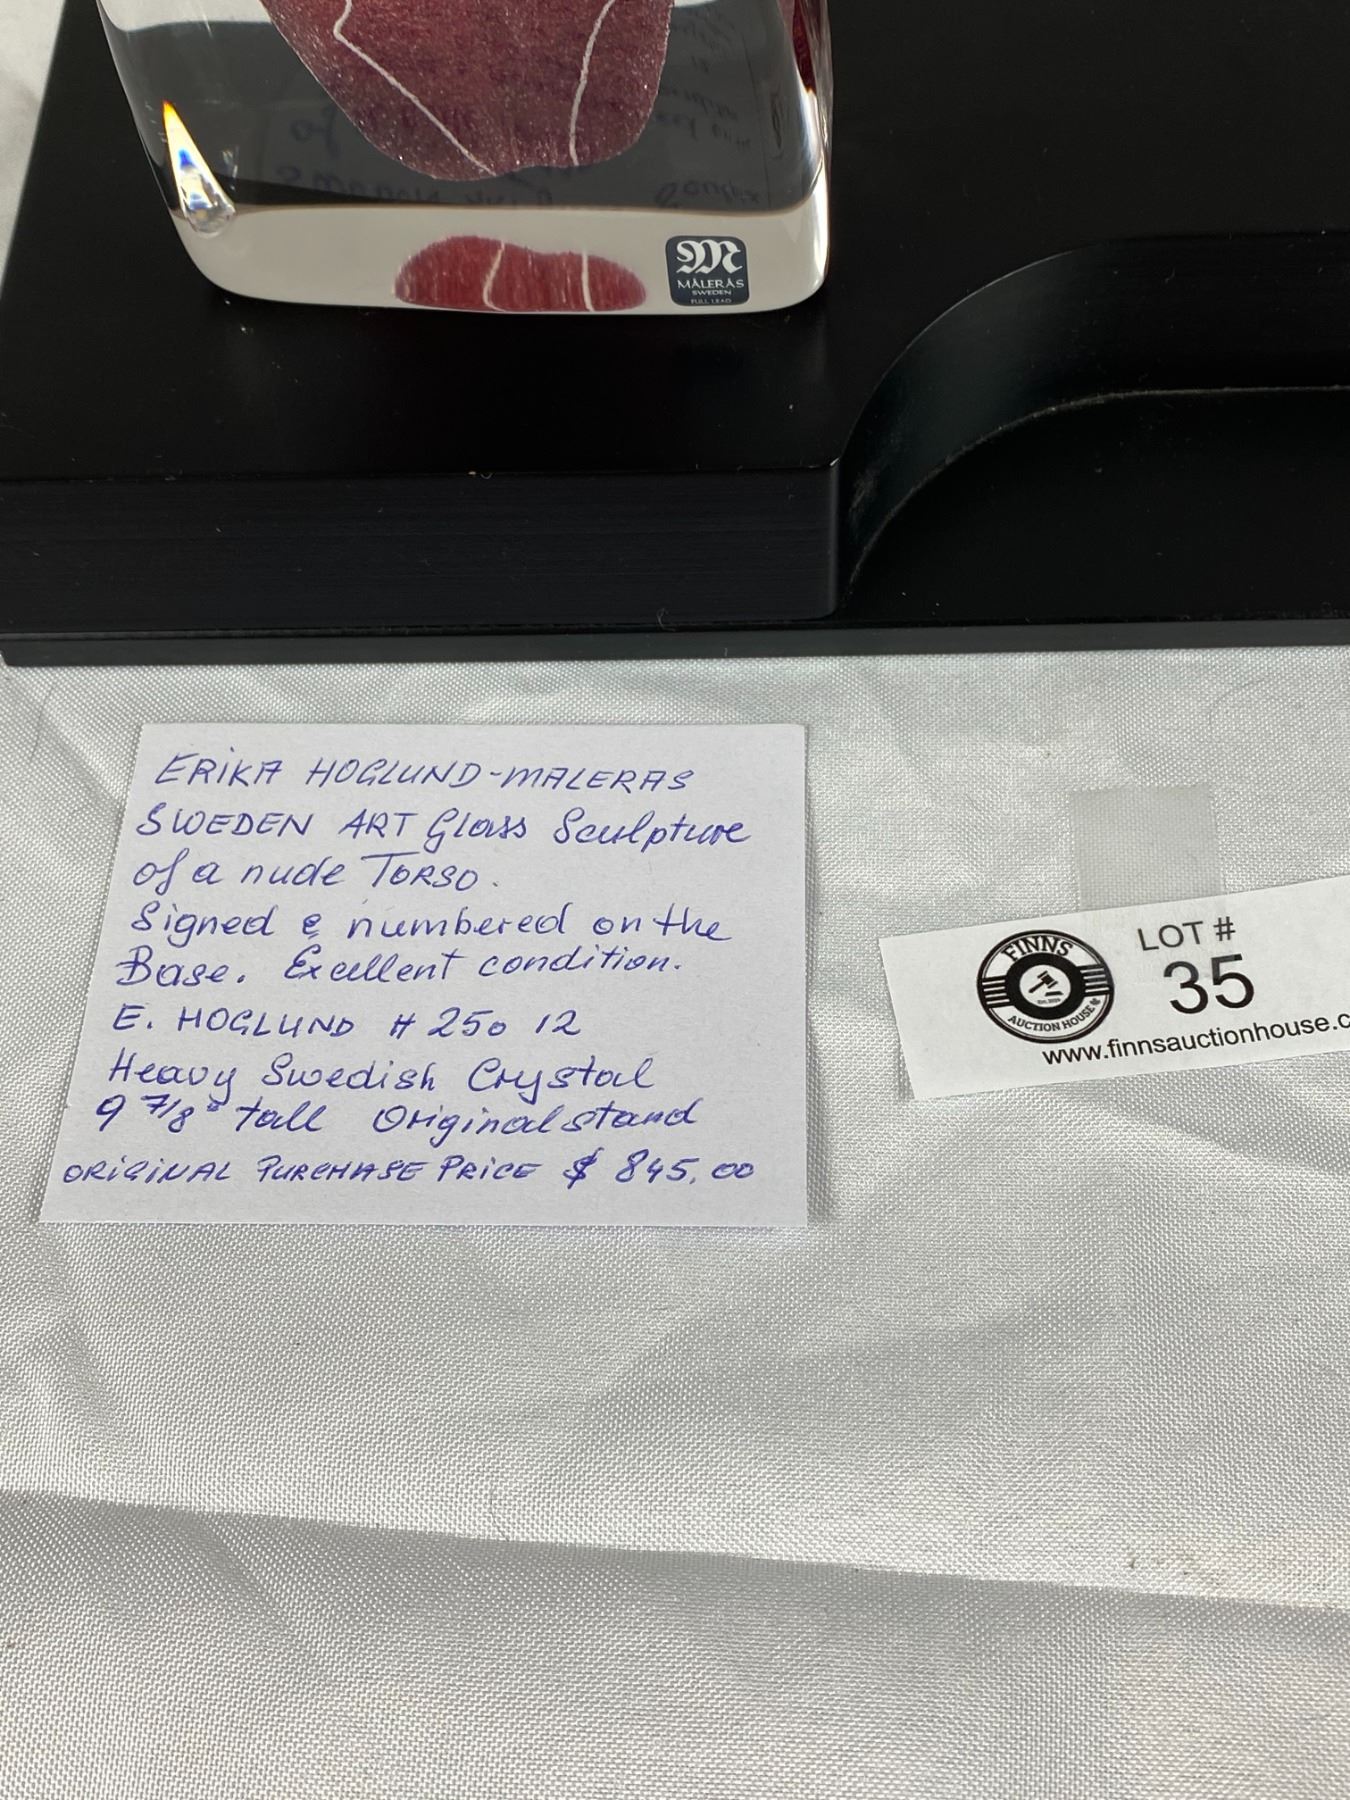 MÅLERÅS
SWEDEN
FULL LEAD
ERIKA HOGLUND-MALERAS
SWEDEN ART Glass Sculpture
of a nude TORSO.
Signed & numbered on the
Base. Excellent condition.
E. HOGLUND # 250 12
Heavy Swedish Crystal
9 7/8" tall Original stand
ORIGINAL PURCHASE PRICE $ 845.00
FINNS
AUCTION HOUSE
LOT #
35
www.finnsauctionhouse.c